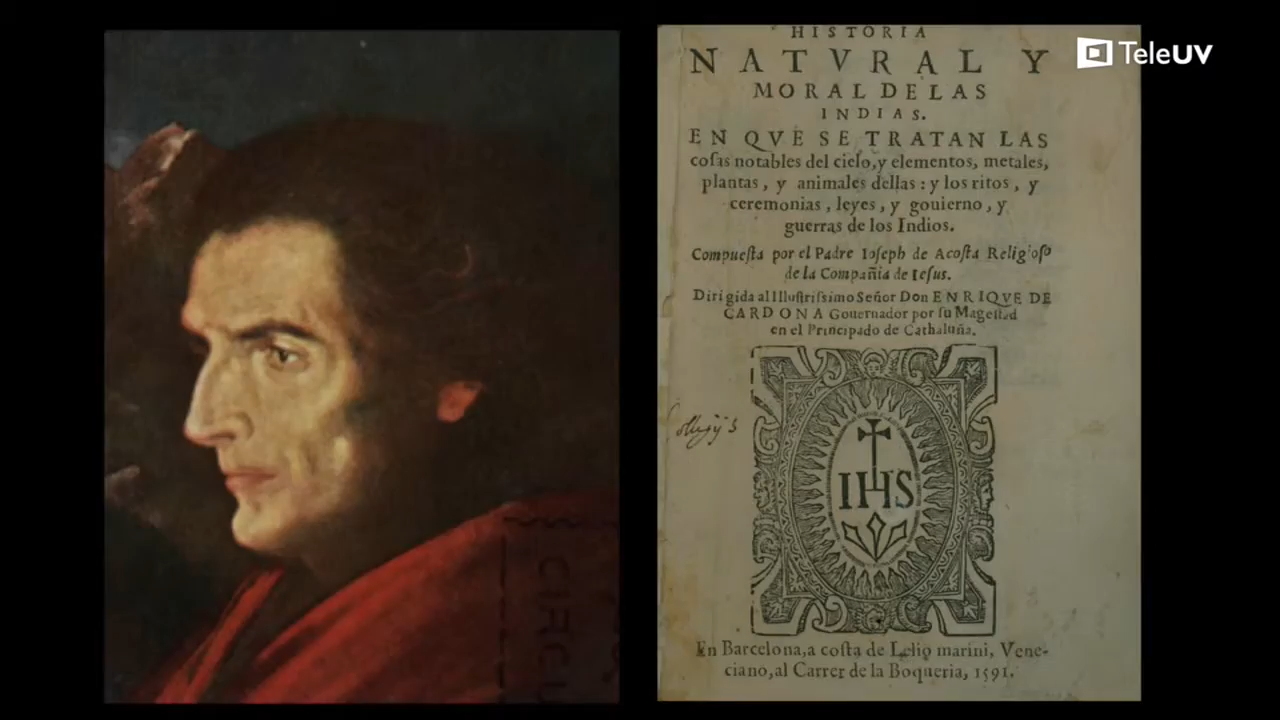 TeleUV
HISTORIA
NATVRAL Y
MORAL DE LAS
INDIAS.
EN QVE SE TRATAN LAS
coſas notables del cielo, y elementos, metales,
plantas, y animales dellas: y los ritos, y
ceremonias, leyes, y gouierno, y
guerras de los Indios.
Compueſta por el Padre Ioſeph de Acoſta Religioſo
de la Compañia de Ieſus.
Dirigida al Illuſtriſsimo Señor Don ENRIQVE DE
CARDONA Gouernador por ſu Mageſtad
en el Principado de Cathaluña.
IHS
En Barcelona, a coſta de Lelio marini, Vene-
ciano, al Carrer de la Boqueria, 1591.
CIRCU